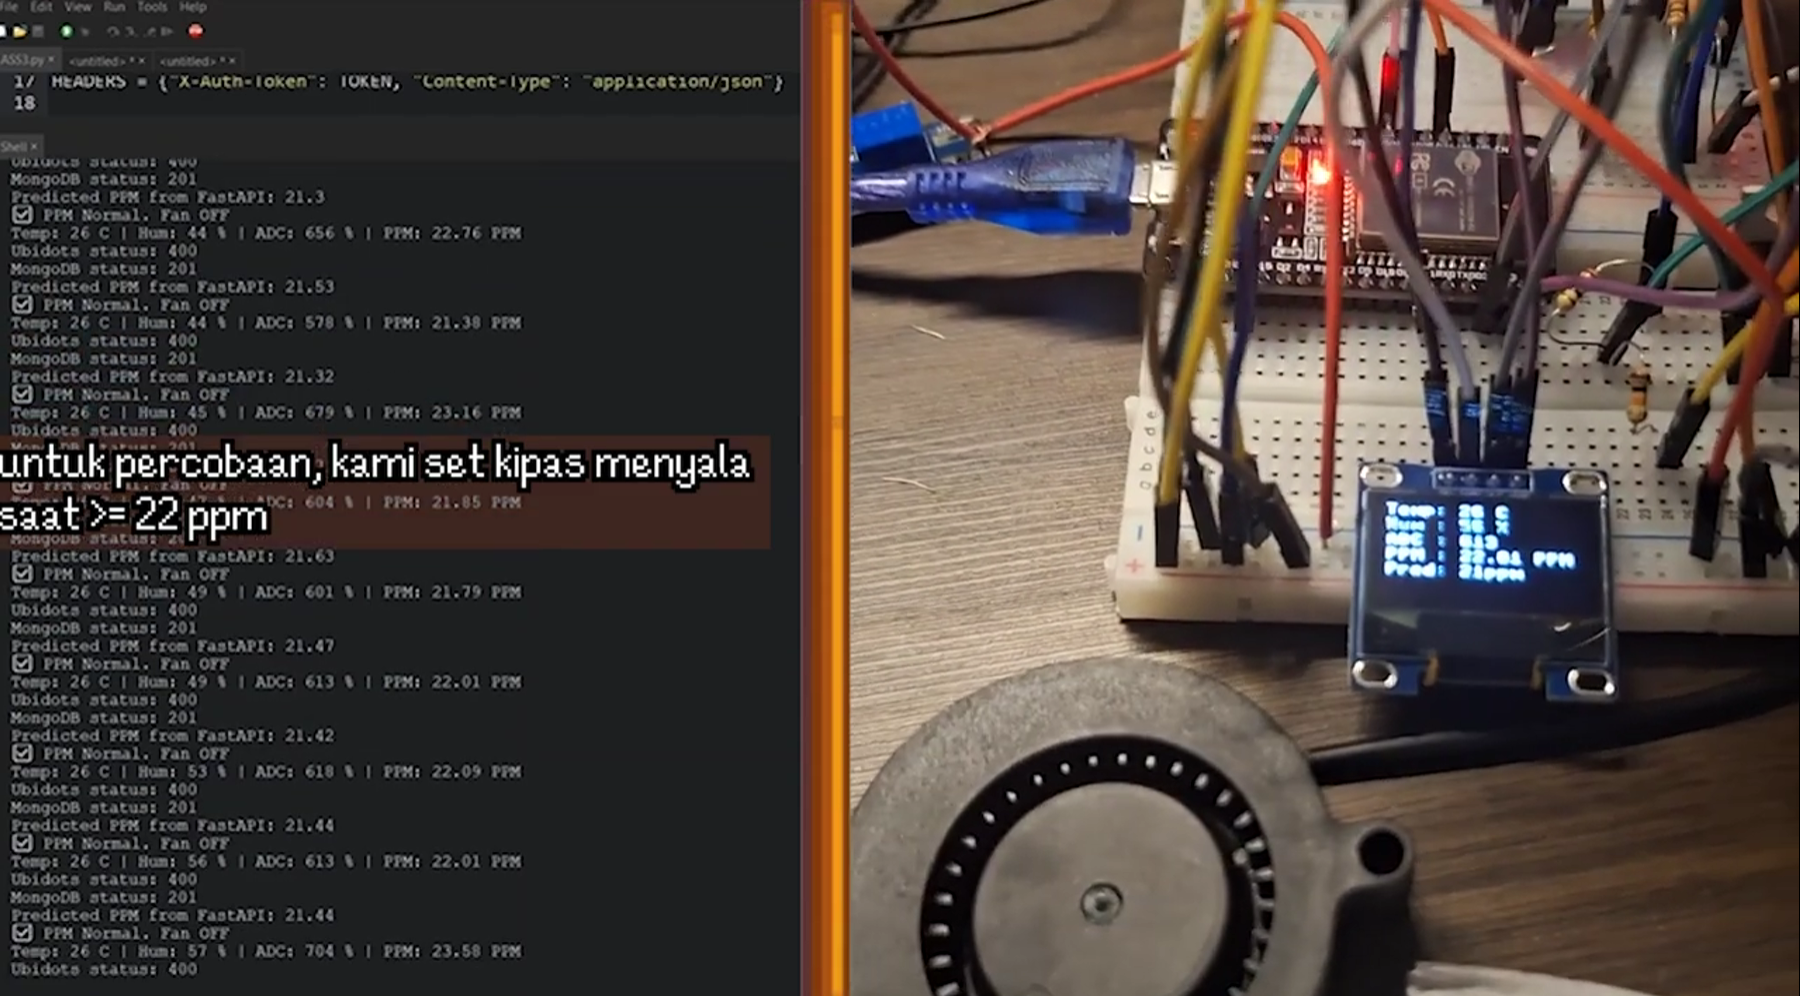 File Edit View Run Tools Help
ASS3.py × <untitled> * × <untitled> * ×
17 HEADERS = {"X-Auth-Token": TOKEN, "Content-Type": "application/json"}
18
Shell ×
Ubidots status: 400
MongoDB status: 201
Predicted PPM from FastAPI: 21.3
☑ PPM Normal. Fan OFF
Temp: 26 C | Hum: 44 % | ADC: 656 % | PPM: 22.76 PPM
Ubidots status: 400
MongoDB status: 201
Predicted PPM from FastAPI: 21.53
☑ PPM Normal. Fan OFF
Temp: 26 C | Hum: 44 % | ADC: 578 % | PPM: 21.38 PPM
Ubidots status: 400
MongoDB status: 201
Predicted PPM from FastAPI: 21.32
☑ PPM Normal. Fan OFF
Temp: 26 C | Hum: 45 % | ADC: 679 % | PPM: 23.16 PPM
Ubidots status: 400
untuk percobaan, kami set kipas menyala
604 % | PPM: 21.85 PPM
saat >= 22 ppm
Predicted PPM from FastAPI: 21.63
☑ PPM Normal. Fan OFF
Temp: 26 C | Hum: 49 % | ADC: 601 % | PPM: 21.79 PPM
Ubidots status: 400
MongoDB status: 201
Predicted PPM from FastAPI: 21.47
☑ PPM Normal. Fan OFF
Temp: 26 C | Hum: 49 % | ADC: 613 % | PPM: 22.01 PPM
Ubidots status: 400
MongoDB status: 201
Predicted PPM from FastAPI: 21.42
☑ PPM Normal. Fan OFF
Temp: 26 C | Hum: 53 % | ADC: 618 % | PPM: 22.09 PPM
Ubidots status: 400
MongoDB status: 201
Predicted PPM from FastAPI: 21.44
☑ PPM Normal. Fan OFF
Temp: 26 C | Hum: 56 % | ADC: 613 % | PPM: 22.01 PPM
Ubidots status: 400
MongoDB status: 201
Predicted PPM from FastAPI: 21.44
☑ PPM Normal. Fan OFF
Temp: 26 C | Hum: 57 % | ADC: 704 % | PPM: 23.58 PPM
Ubidots status: 400
Temp: 26 C
Hum : 56 %
ADC : 613
PPM : 22.01 PPM
Pred: 21ppm
a b c d e